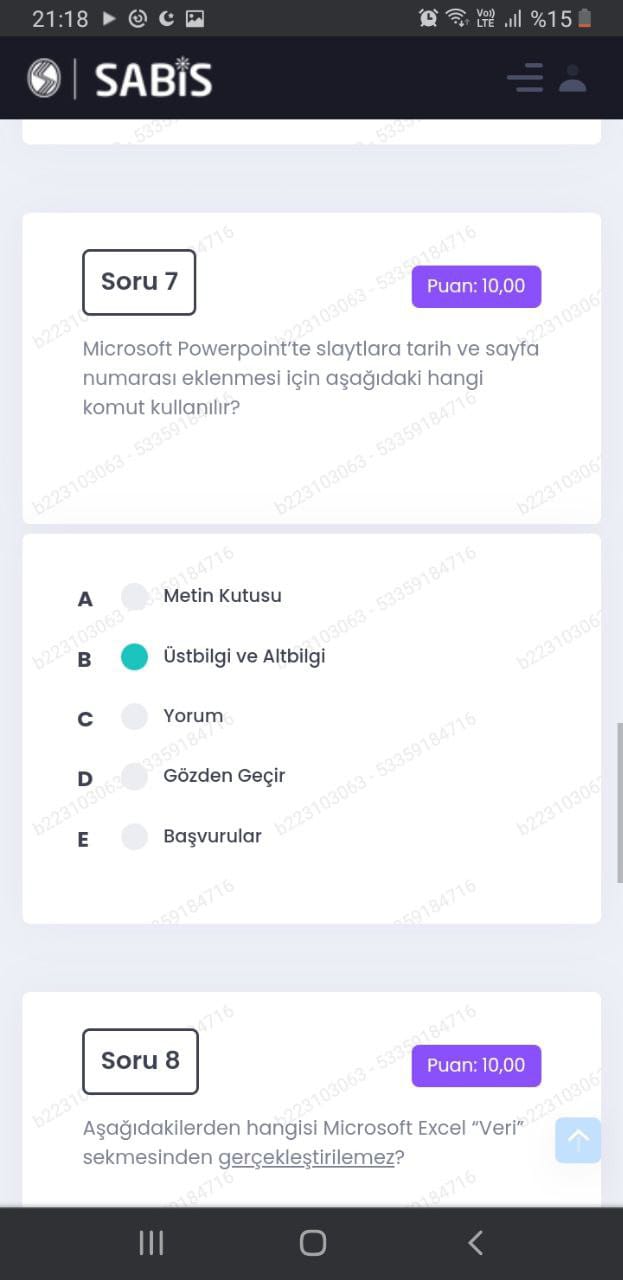 21:18
Vo)) LTE
%15
SABİS
Soru 7
Puan: 10,00
Microsoft Powerpoint’te slaytlara tarih ve sayfa
numarası eklenmesi için aşağıdaki hangi
komut kullanılır?
A Metin Kutusu
B Üstbilgi ve Altbilgi
C Yorum
D Gözden Geçir
E Başvurular
Soru 8
Puan: 10,00
Aşağıdakilerden hangisi Microsoft Excel “Veri”
sekmesinden gerçekleştirilemez?
b223103063 - 53359184716